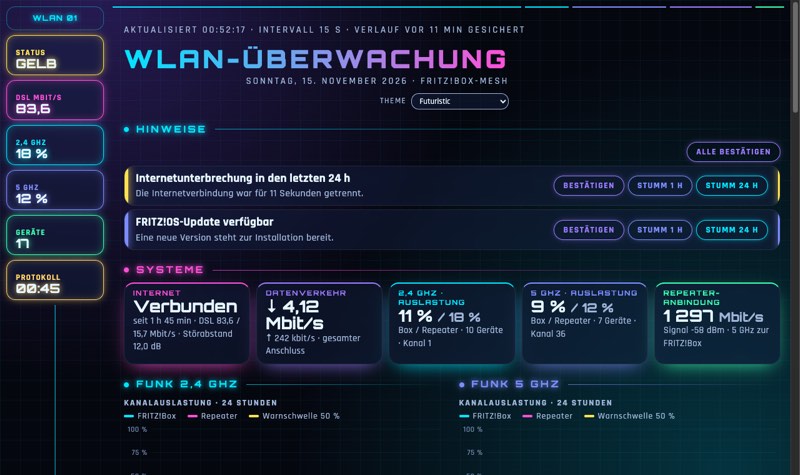 WLAN 01
STATUS
GELB
DSL MBIT/S
83,6
2,4 GHZ
18 %
5 GHZ
12 %
GERÄTE
17
PROTOKOLL
00:45
AKTUALISIERT 00:52:17 · INTERVALL 15 S · VERLAUF VOR 11 MIN GESICHERT
WLAN-ÜBERWACHUNG
SONNTAG, 15. NOVEMBER 2026 · FRITZ!BOX-MESH
THEME Futuristic
HINWEISE
ALLE BESTÄTIGEN
Internetunterbrechung in den letzten 24 h
Die Internetverbindung war für 11 Sekunden getrennt.
BESTÄTIGEN STUMM 1 H STUMM 24 H
FRITZ!OS-Update verfügbar
Eine neue Version steht zur Installation bereit.
BESTÄTIGEN STUMM 1 H STUMM 24 H
SYSTEME
INTERNET
Verbunden
seit 1 h 45 min · DSL 83,6 /
15,7 Mbit/s · Störabstand
12,0 dB
DATENVERKEHR
↓ 4,12
Mbit/s
↑ 242 kbit/s · gesamter
Anschluss
2,4 GHZ ·
AUSLASTUNG
11 % / 18 %
Box / Repeater · 10 Geräte
· Kanal 1
5 GHZ · AUSLASTUNG
9 % / 12 %
Box / Repeater · 7 Geräte ·
Kanal 36
REPEATER-
ANBINDUNG
1 297 Mbit/s
Signal -58 dBm · 5 GHz zur
FRITZ!Box
FUNK 2,4 GHZ
KANALAUSLASTUNG · 24 STUNDEN
FRITZ!Box Repeater Warnschwelle 50 %
100 %
75 %
FUNK 5 GHZ
KANALAUSLASTUNG · 24 STUNDEN
FRITZ!Box Repeater Warnschwelle 50 %
100 %
75 %